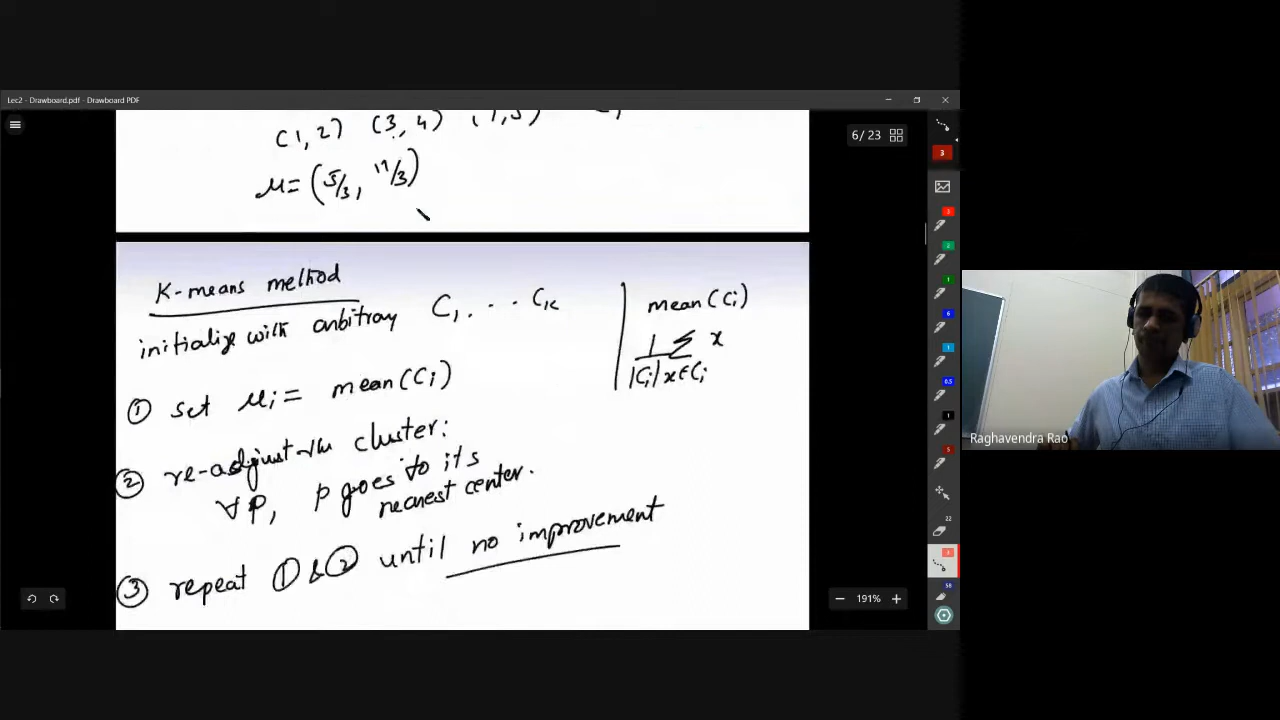 Lec2 - Drawboard.pdf - Drawboard PDF
(1, 2) (3, 4)
6 / 23
μ = (5/3, 11/3)
K-means method
initialize with arbitray C1 . . . Ck
mean(Ci)
1/|Ci| Σ x∈Ci x
① set μi = mean(Ci)
② re-adjust the cluster:
∀P, p goes to its
nearest center.
③ repeat ① & ② until no improvement
191%
Raghavendra Rao